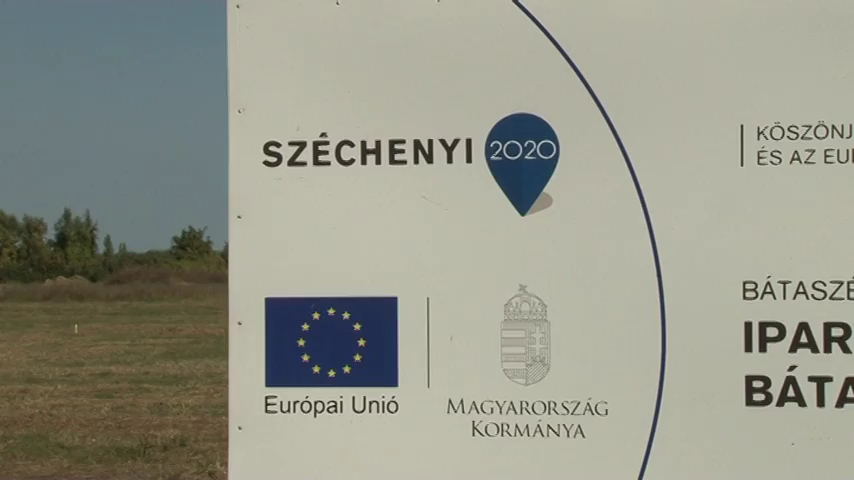 SZÉCHENYI 2020
Európai Unió
MAGYARORSZÁG
KORMÁNYA
KÖSZÖNJ
ÉS AZ EU
BÁTASZÉ
IPAR
BÁTA